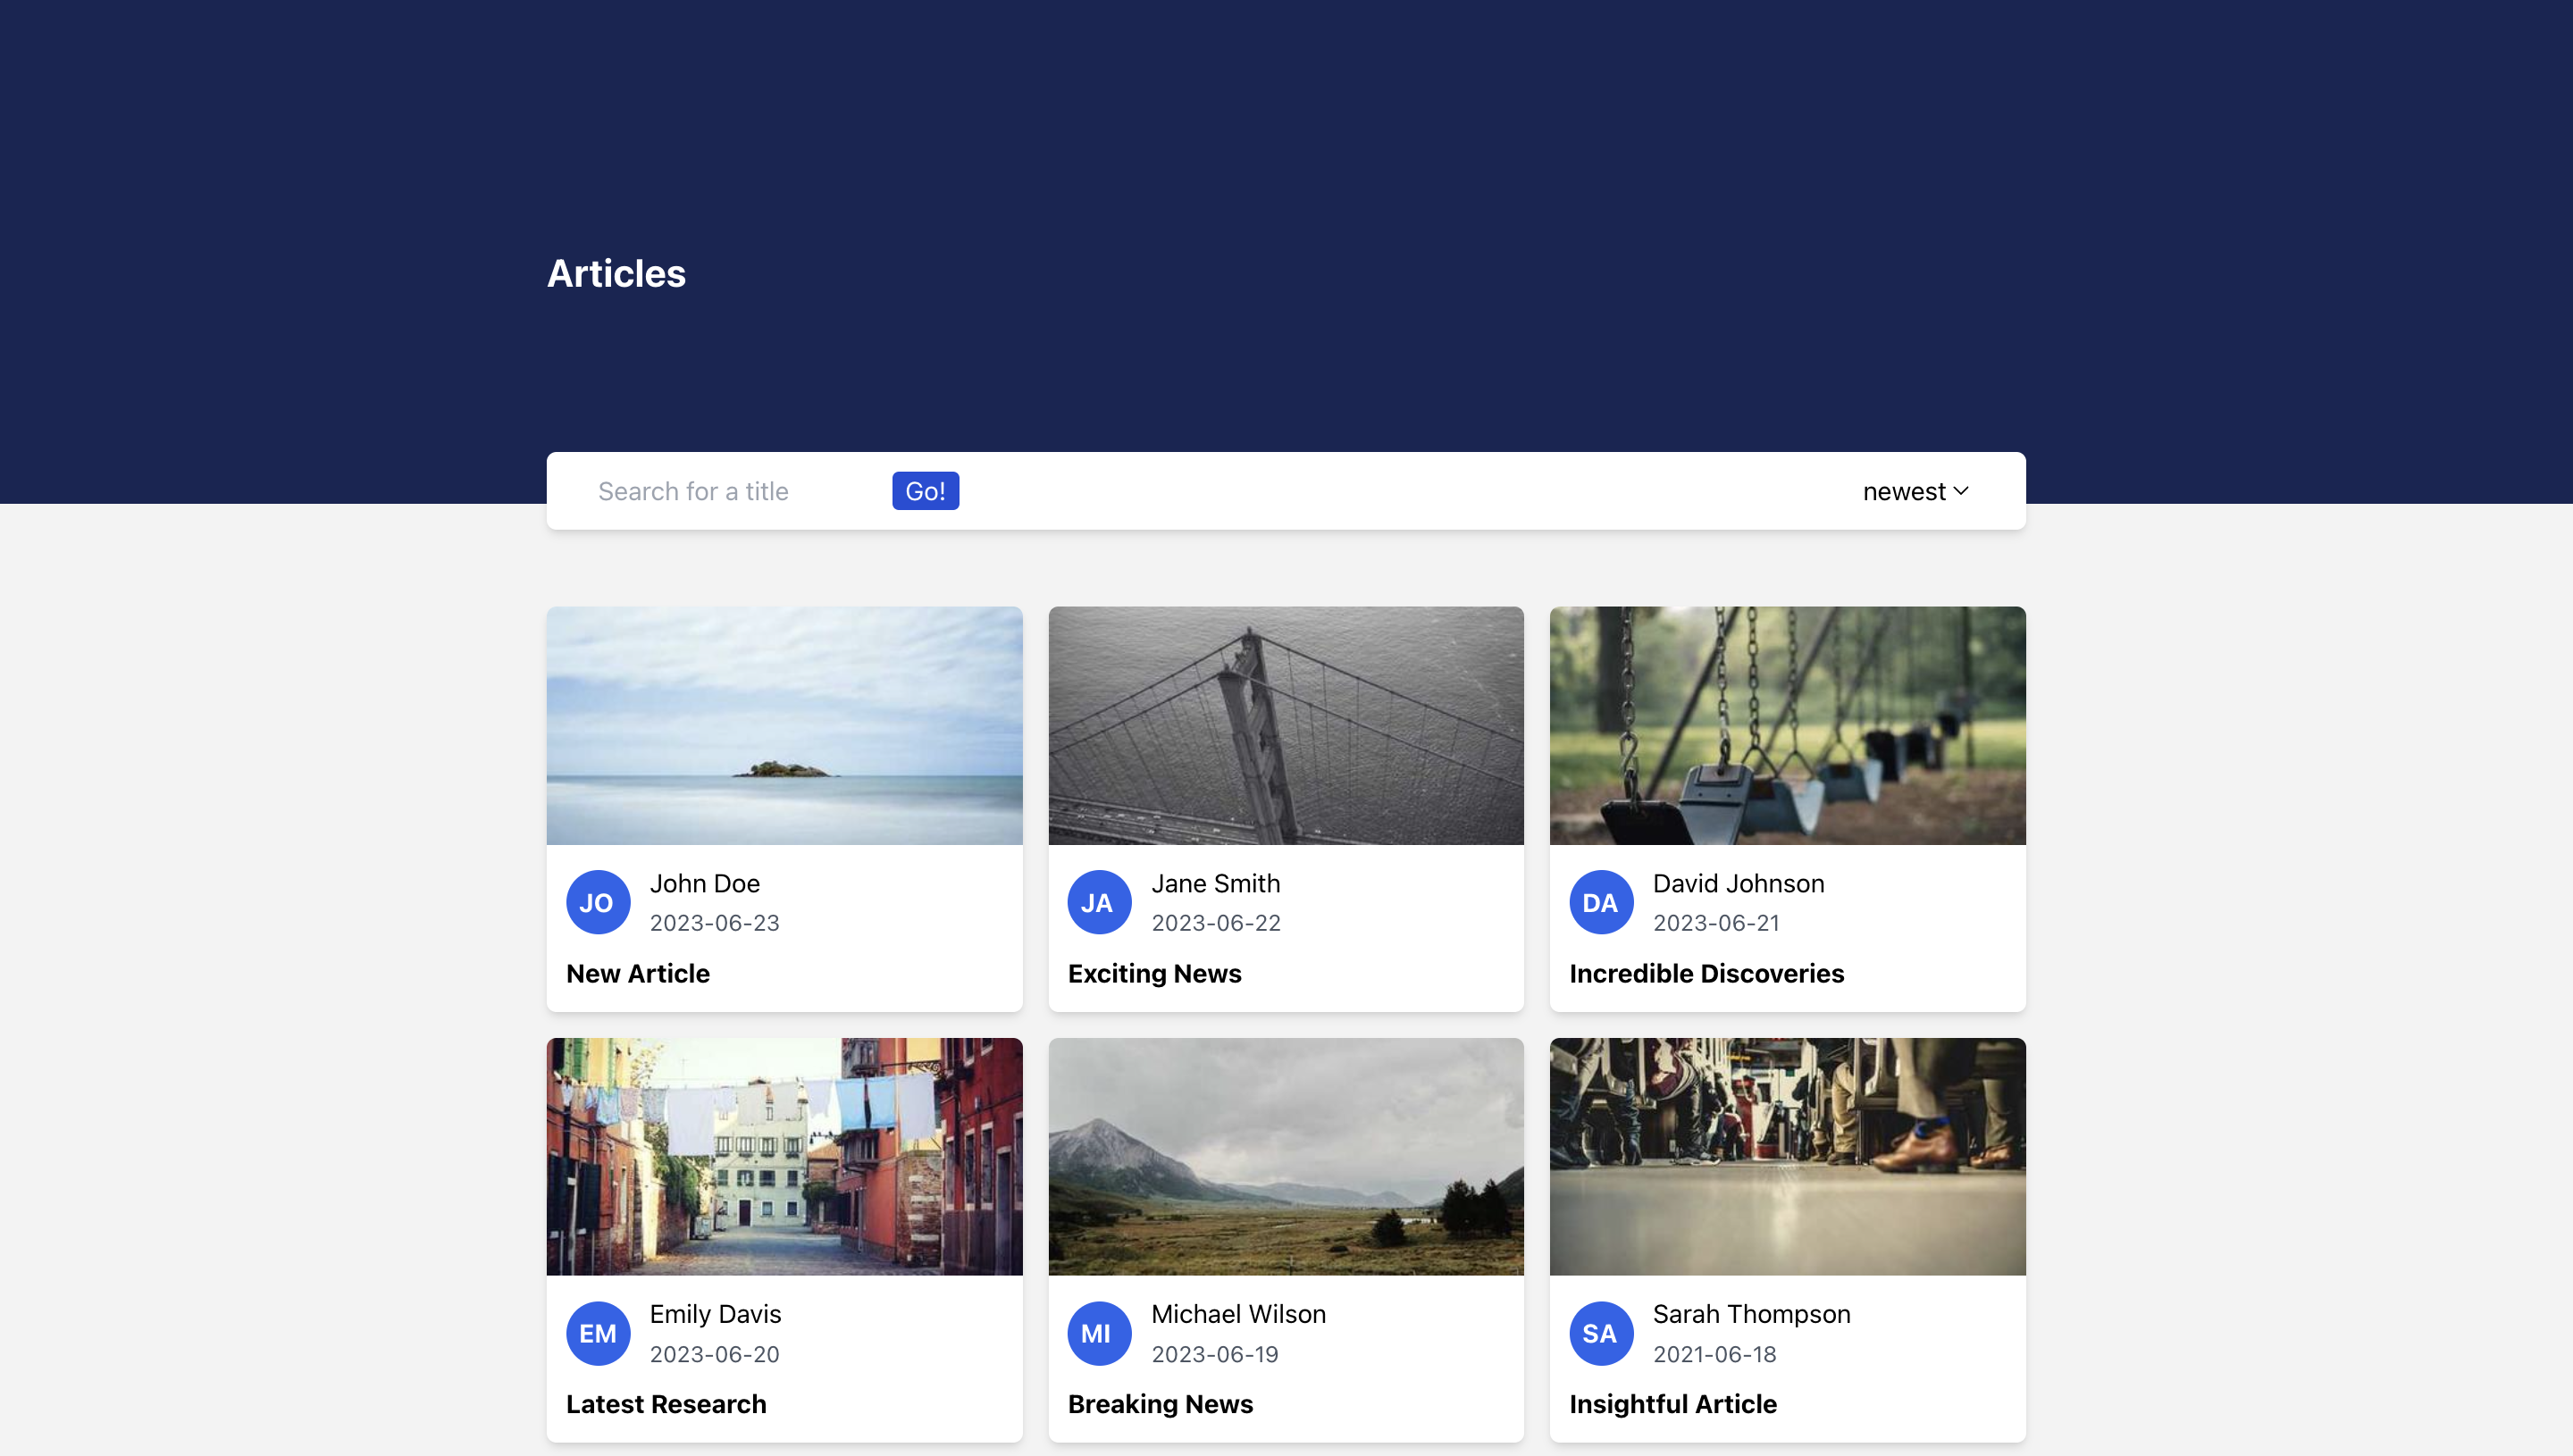 Articles
Search for a title
Go!
newest
JO
John Doe
2023-06-23
New Article
JA
Jane Smith
2023-06-22
Exciting News
DA
David Johnson
2023-06-21
Incredible Discoveries
EM
Emily Davis
2023-06-20
Latest Research
MI
Michael Wilson
2023-06-19
Breaking News
SA
Sarah Thompson
2021-06-18
Insightful Article